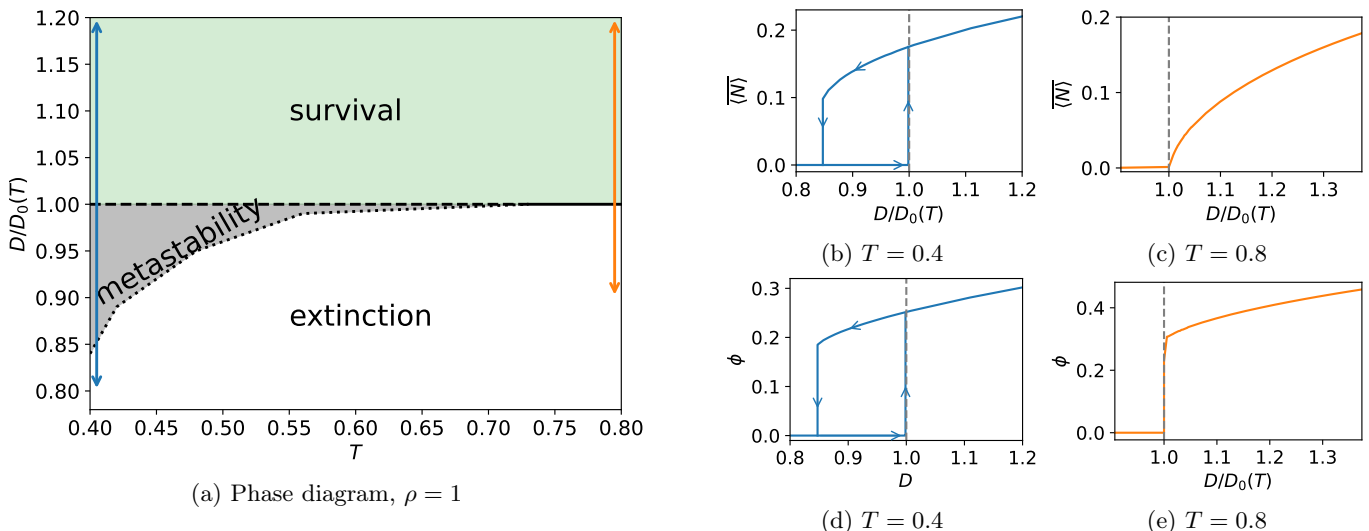 1.20
1.15
1.10
1.05
1.00
0.95
0.90
0.85
0.80
D/D₀(T)
survival
metastability
extinction
0.40 0.45 0.50 0.55 0.60 0.65 0.70 0.75 0.80
T
(a) Phase diagram, ρ = 1
0.2
0.1
0.0
⟨N⟩̅
0.8 0.9 1.0 1.1 1.2
D/D₀(T)
(b) T = 0.4
0.2
0.1
0.0
⟨N⟩̅
1.0 1.1 1.2 1.3
D/D₀(T)
(c) T = 0.8
0.3
0.2
0.1
0.0
ϕ
0.8 0.9 1.0 1.1 1.2
D
(d) T = 0.4
0.4
0.2
0.0
ϕ
1.0 1.1 1.2 1.3
D/D₀(T)
(e) T = 0.8